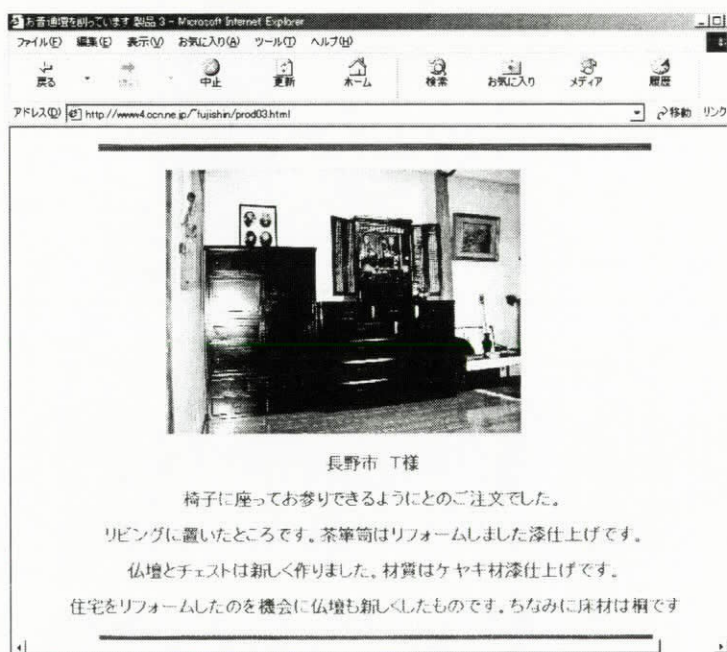 お普通壇を創っています 製品 3 - Microsoft Internet Explorer
ファイル(F) 編集(E) 表示(V) お気に入り(A) ツール(T) ヘルプ(H)
戻る 中止 更新 ホーム 検索 お気に入り メディア 履歴
アドレス(D) http://www4.ocn.ne.jp/~fujishin/prod03.html 移動 リンク
長野市 T様
椅子に座ってお参りできるようにとのご注文でした。
リビングに置いたところです。茶箪笥はリフォームしました漆仕上げです。
仏壇とチェストは新しく作りました。材質はケヤキ材漆仕上げです。
住宅をリフォームしたのを機会に仏壇も新しくしたものです。ちなみに床材は桐です